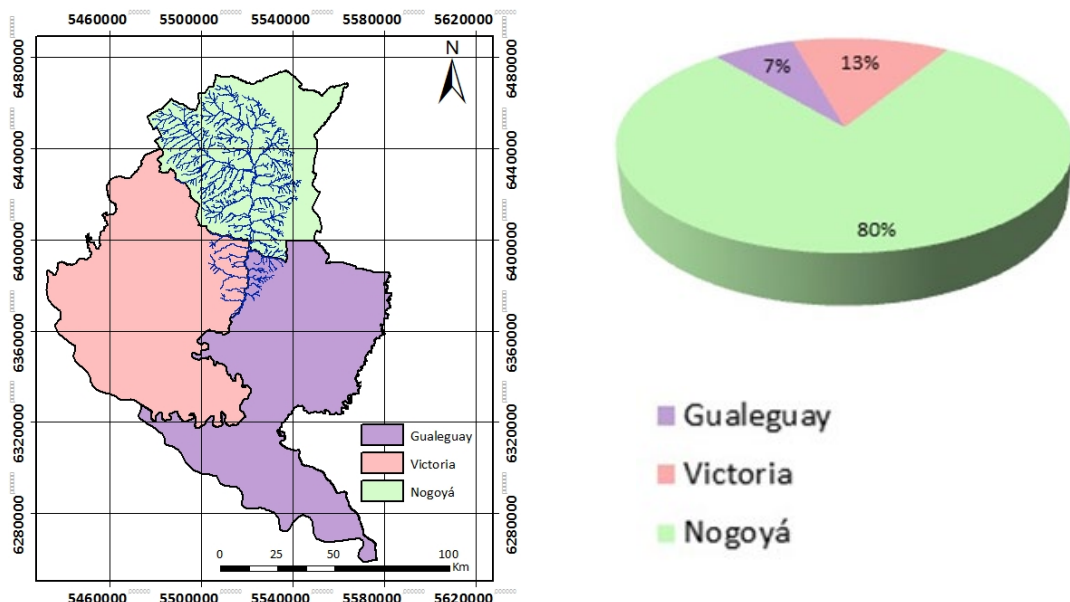 5460000 5500000 5540000 5580000 5620000
N
6480000 6480000
6440000 6440000
6400000 6400000
6360000 6360000
6320000 6320000
6280000 6280000
Gualeguay
Victoria
Nogoyá
0 25 50 100
Km
5460000 5500000 5540000 5580000 5620000
7% 13%
80%
Gualeguay
Victoria
Nogoyá